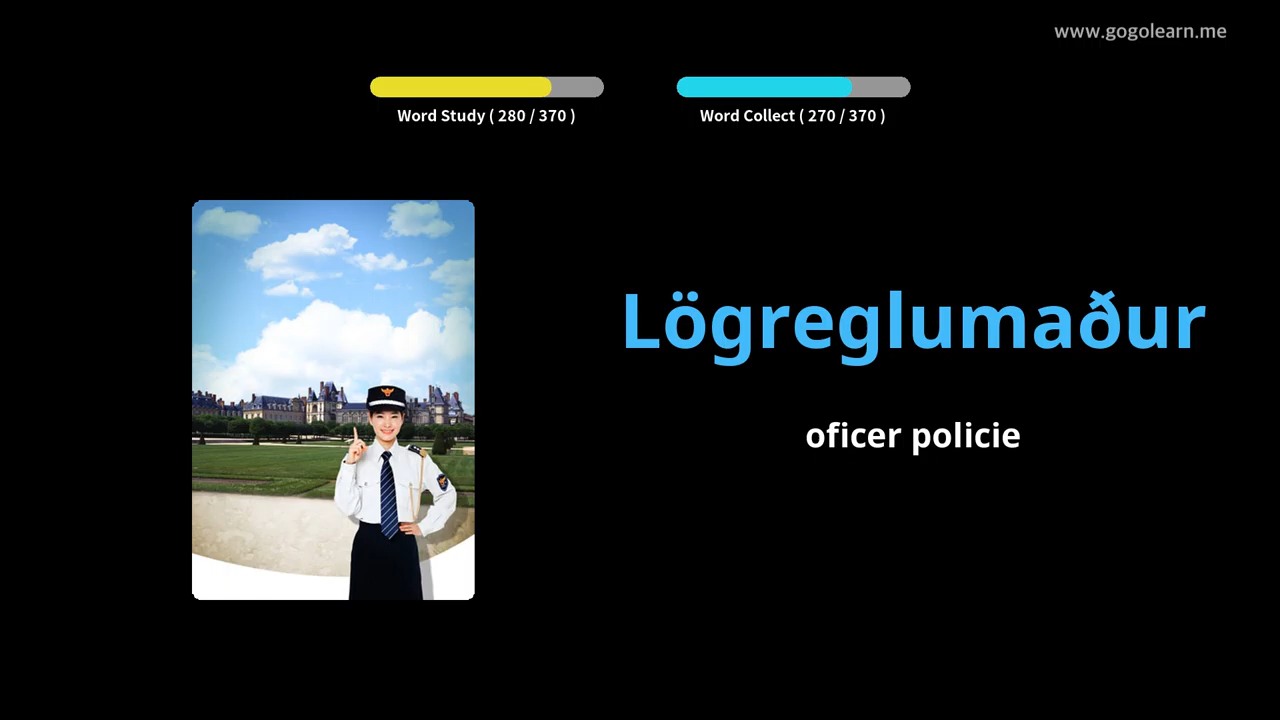 www.gogolearn.me
Word Study ( 280 / 370 )
Word Collect ( 270 / 370 )
Lögreglumaður
oficer policie